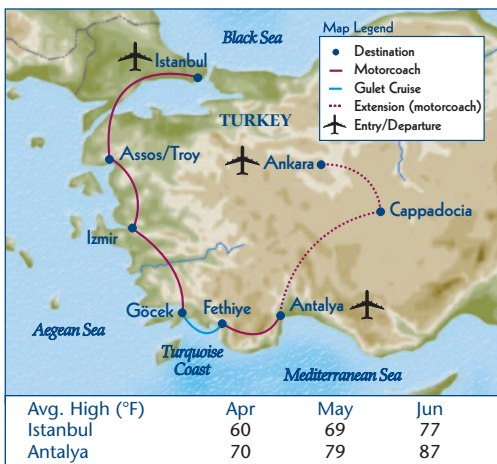 Black Sea
Map Legend
Destination
Motorcoach
Gulet Cruise
Extension (motorcoach)
Entry/Departure
Istanbul
TURKEY
Assos/Troy
Ankara
Cappadocia
Izmir
Göcek
Fethiye
Antalya
Aegean Sea
Turquoise
Coast
Mediterranean Sea
Avg. High (°F) Apr May Jun
Istanbul 60 69 77
Antalya 70 79 87